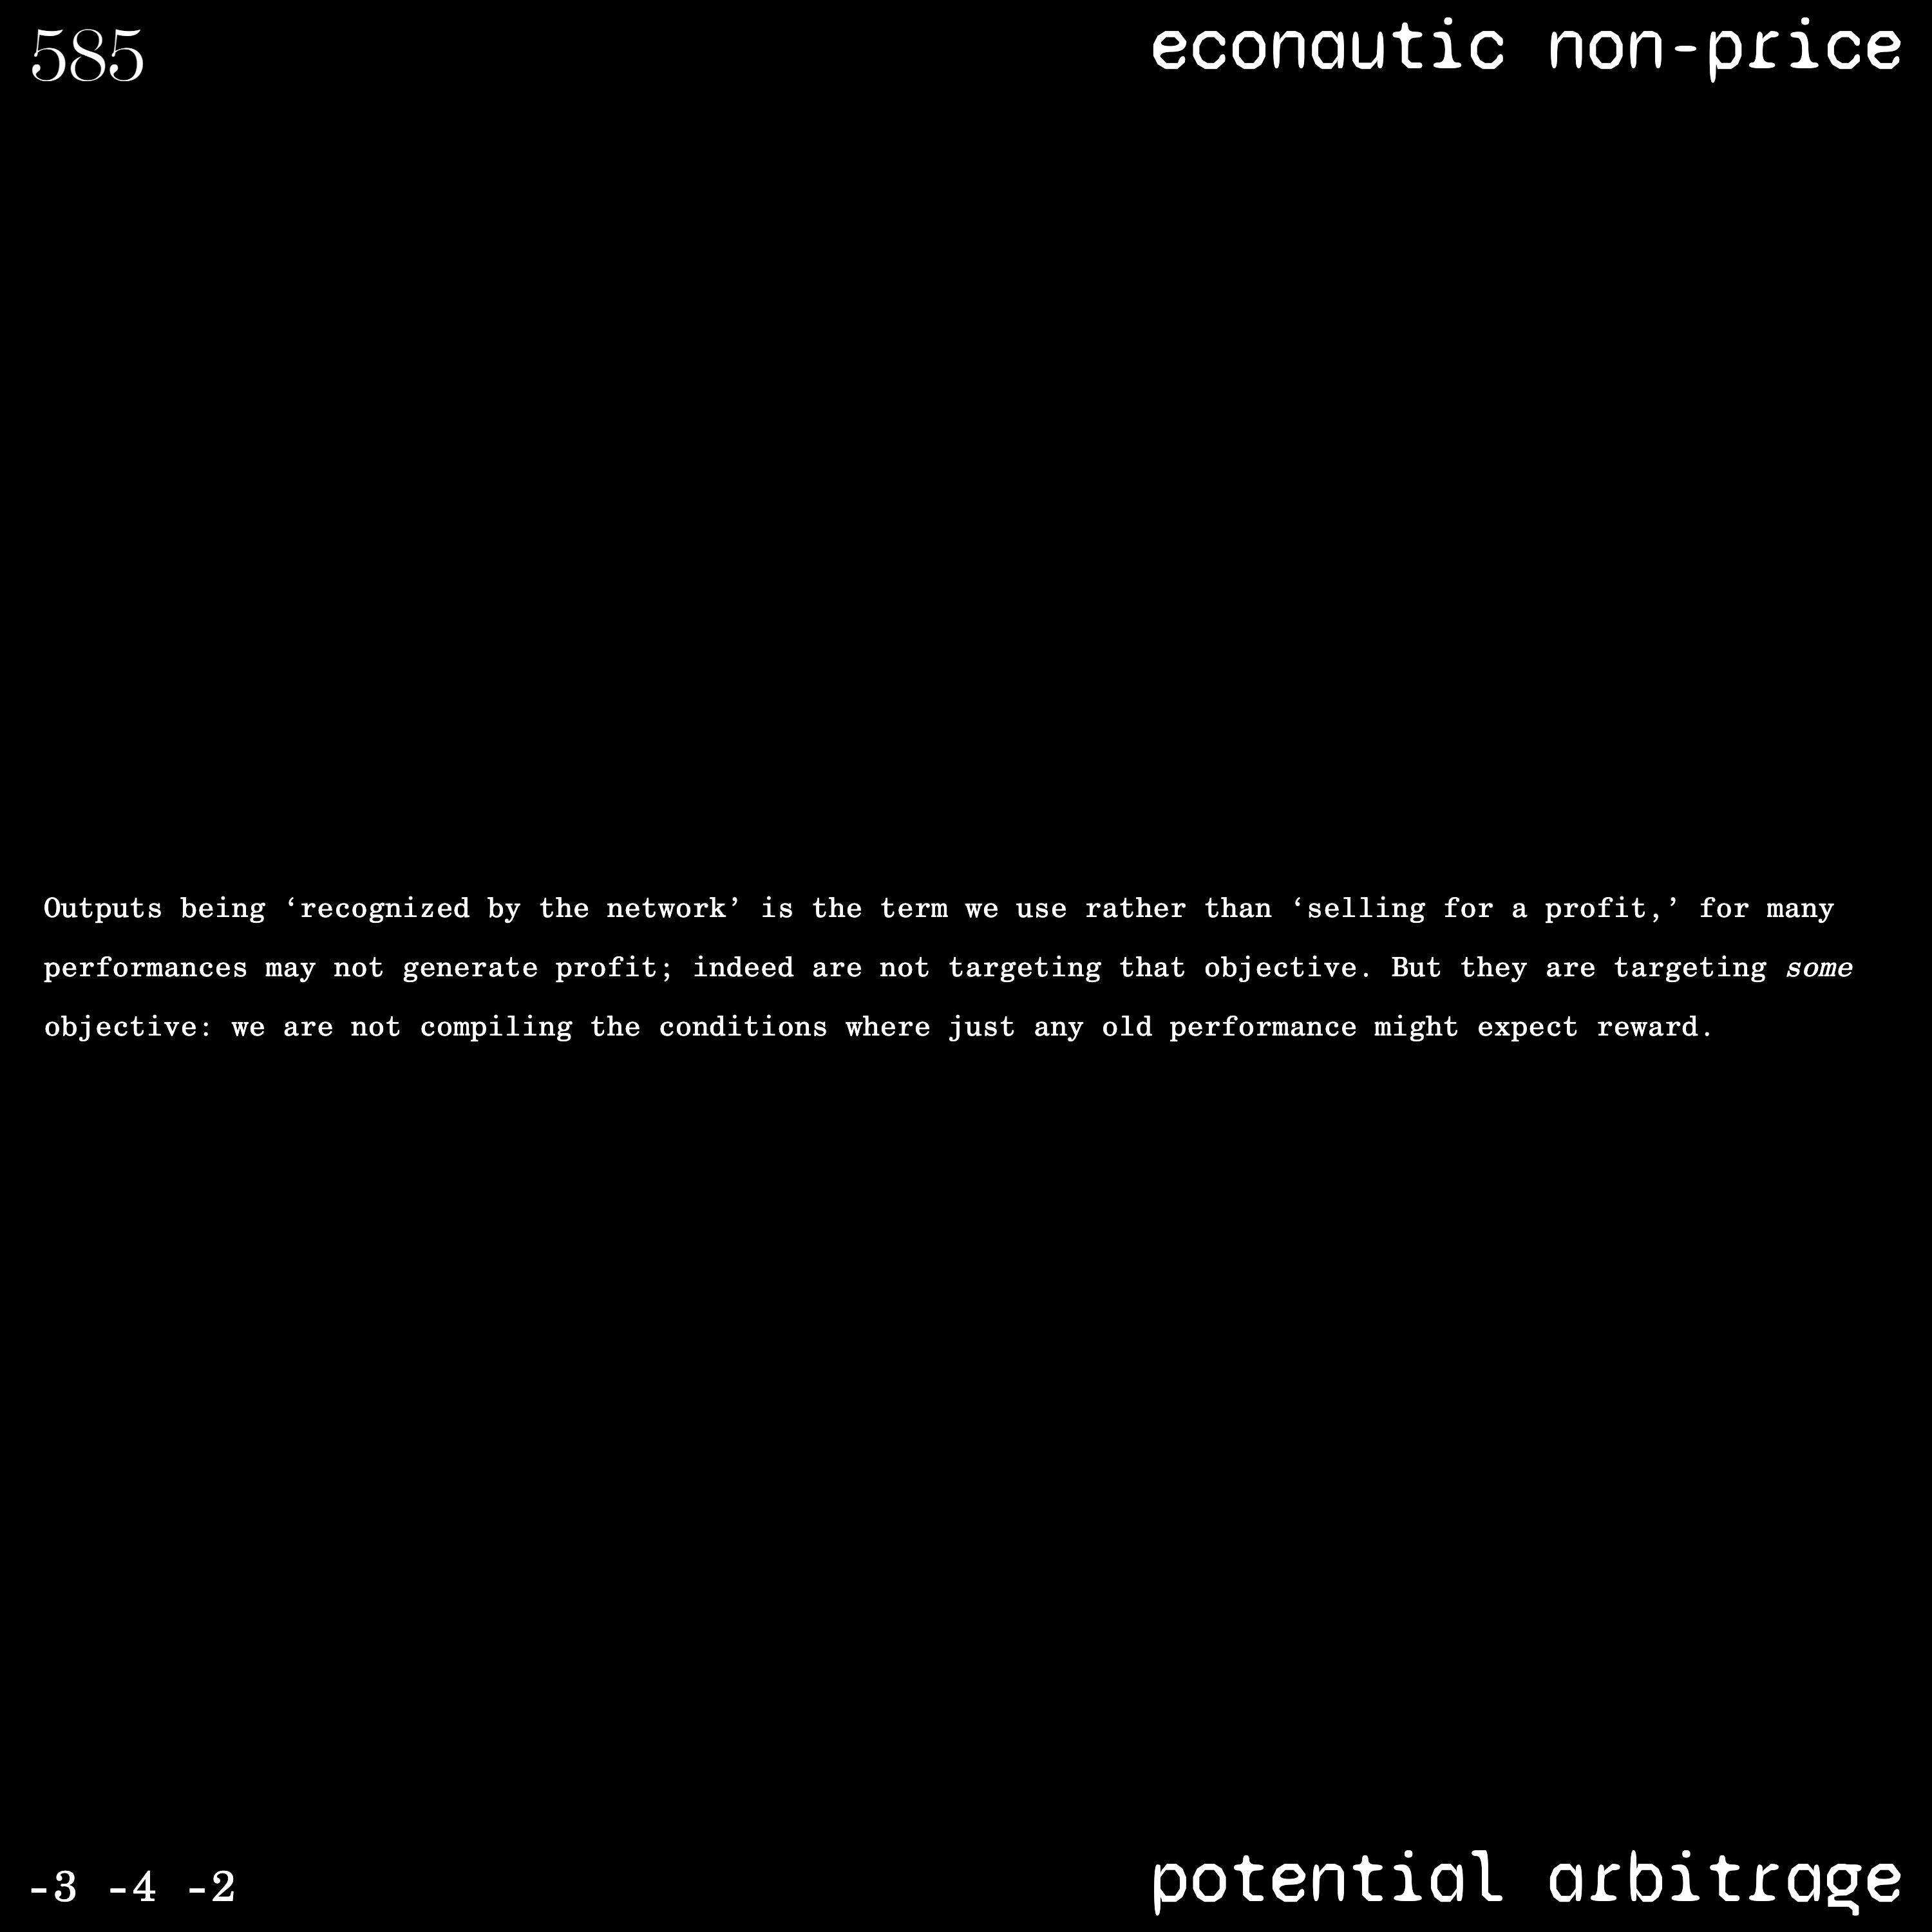 585
econautic non-price
Outputs being ‘recognized by the network’ is the term we use rather than ‘selling for a profit,’ for many
performances may not generate profit; indeed are not targeting that objective. But they are targeting some
objective: we are not compiling the conditions where just any old performance might expect reward.
-3 -4 -2
potential arbitrage